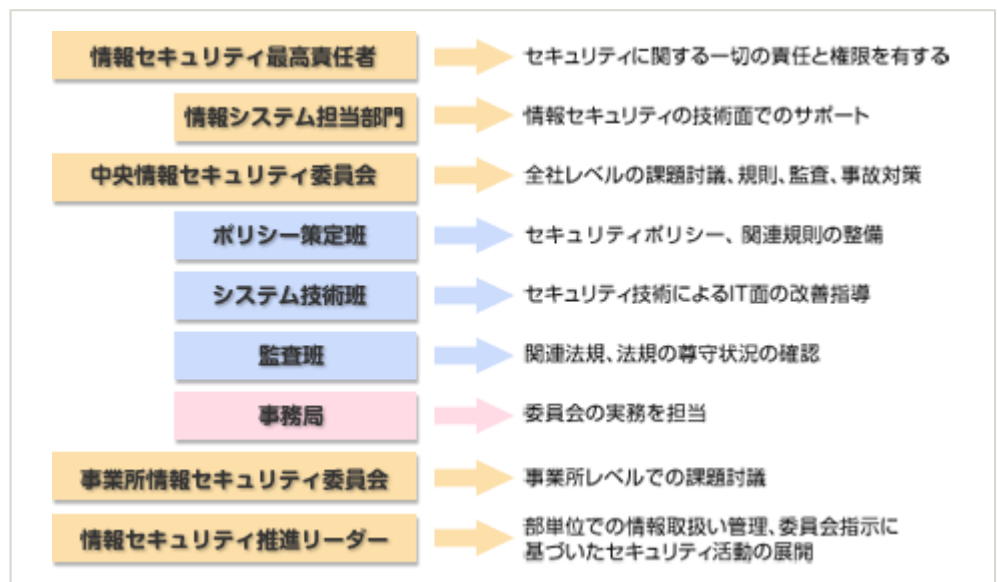 情報セキュリティ最高責任者
セキュリティに関する一切の責任と権限を有する
情報システム担当部門
情報セキュリティの技術面でのサポート
中央情報セキュリティ委員会
全社レベルの課題討議、規則、監査、事故対策
ポリシー策定班
セキュリティポリシー、関連規則の整備
システム技術班
セキュリティ技術によるIT面の改善指導
監査班
関連法規、法規の尊守状況の確認
事務局
委員会の実務を担当
事業所情報セキュリティ委員会
事業所レベルでの課題討議
情報セキュリティ推進リーダー
部単位での情報取扱い管理、委員会指示に
基づいたセキュリティ活動の展開